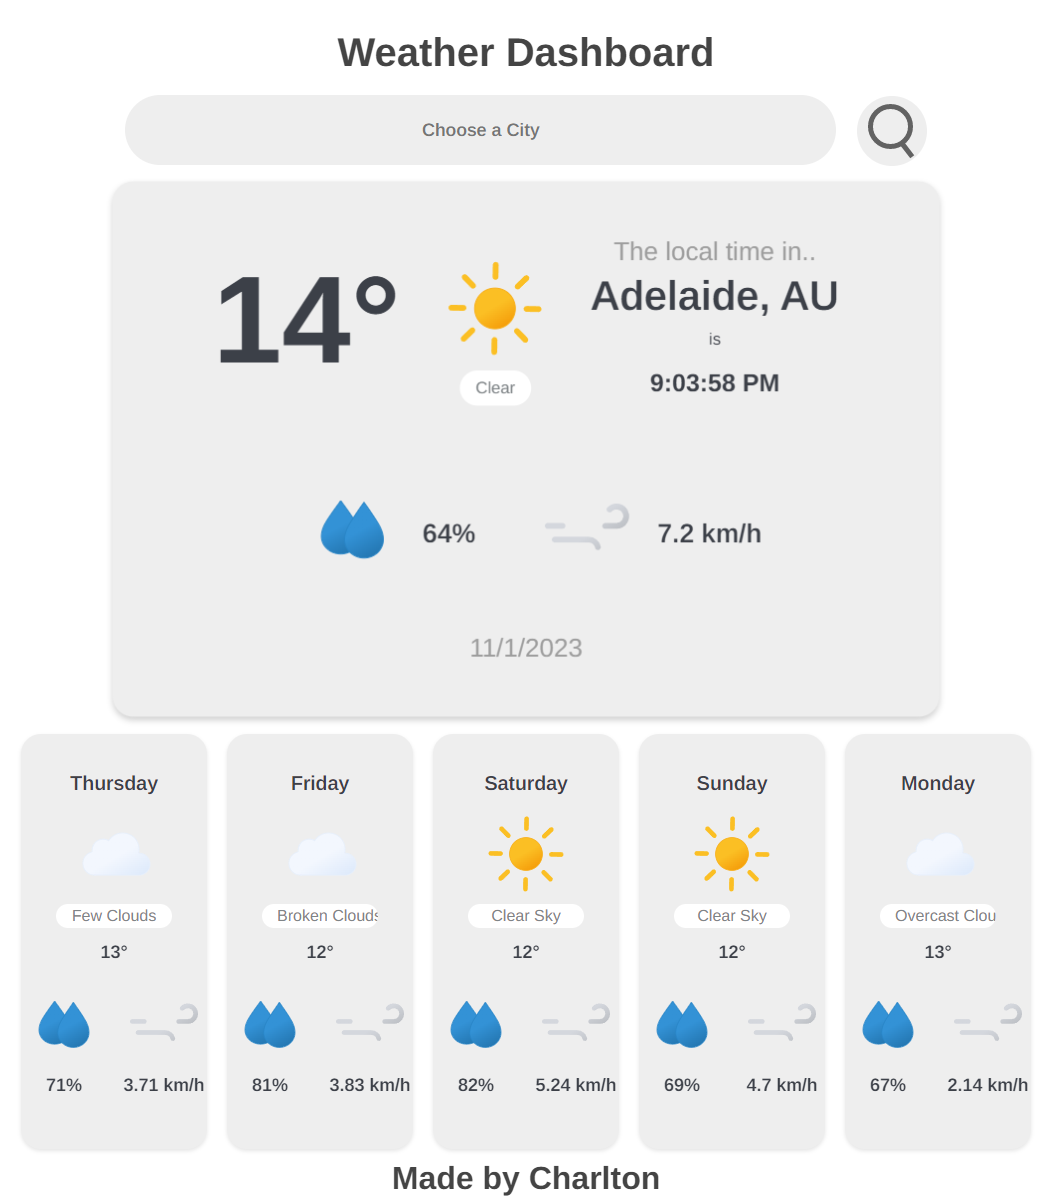 Weather Dashboard
Choose a City
14°
Clear
The local time in..
Adelaide, AU
is
9:03:58 PM
64%
7.2 km/h
11/1/2023
Thursday
Few Clouds
13°
71%
3.71 km/h
Friday
Broken Clouds
12°
81%
3.83 km/h
Saturday
Clear Sky
12°
82%
5.24 km/h
Sunday
Clear Sky
12°
69%
4.7 km/h
Monday
Overcast Clou
13°
67%
2.14 km/h
Made by Charlton